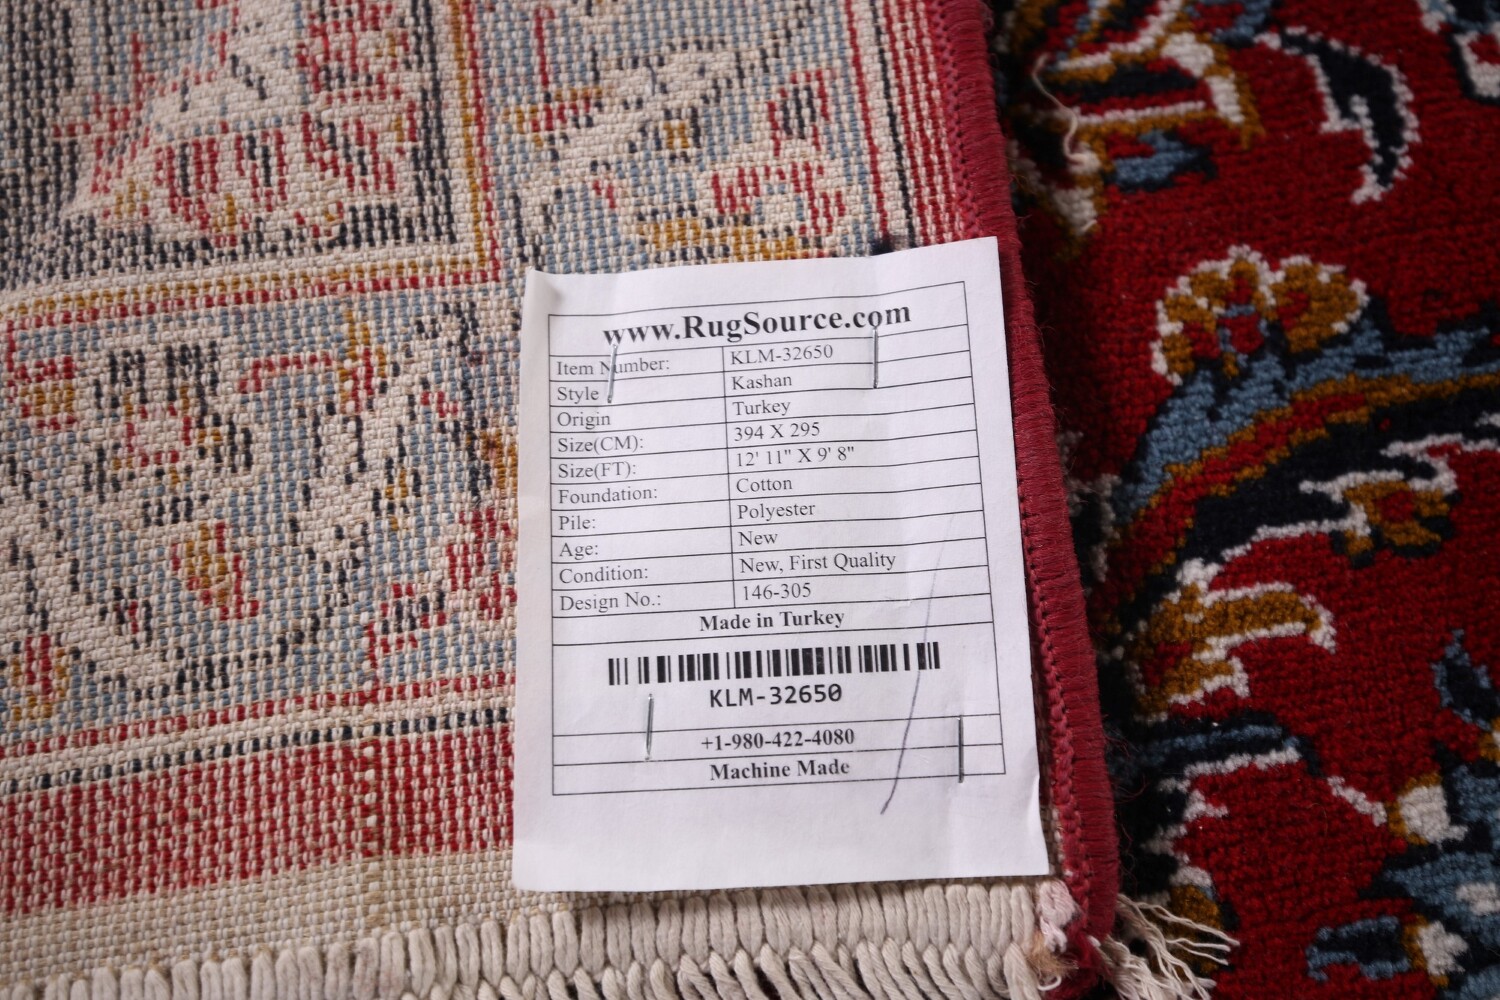 www.RugSource.com
Item Number: KLM-32650
Style Kashan
Origin Turkey
Size(CM): 394 X 295
Size(FT): 12' 11" X 9' 8"
Foundation: Cotton
Pile: Polyester
Age: New
Condition: New, First Quality
Design No.: 146-305
Made in Turkey
KLM-32650
+1-980-422-4080
Machine Made